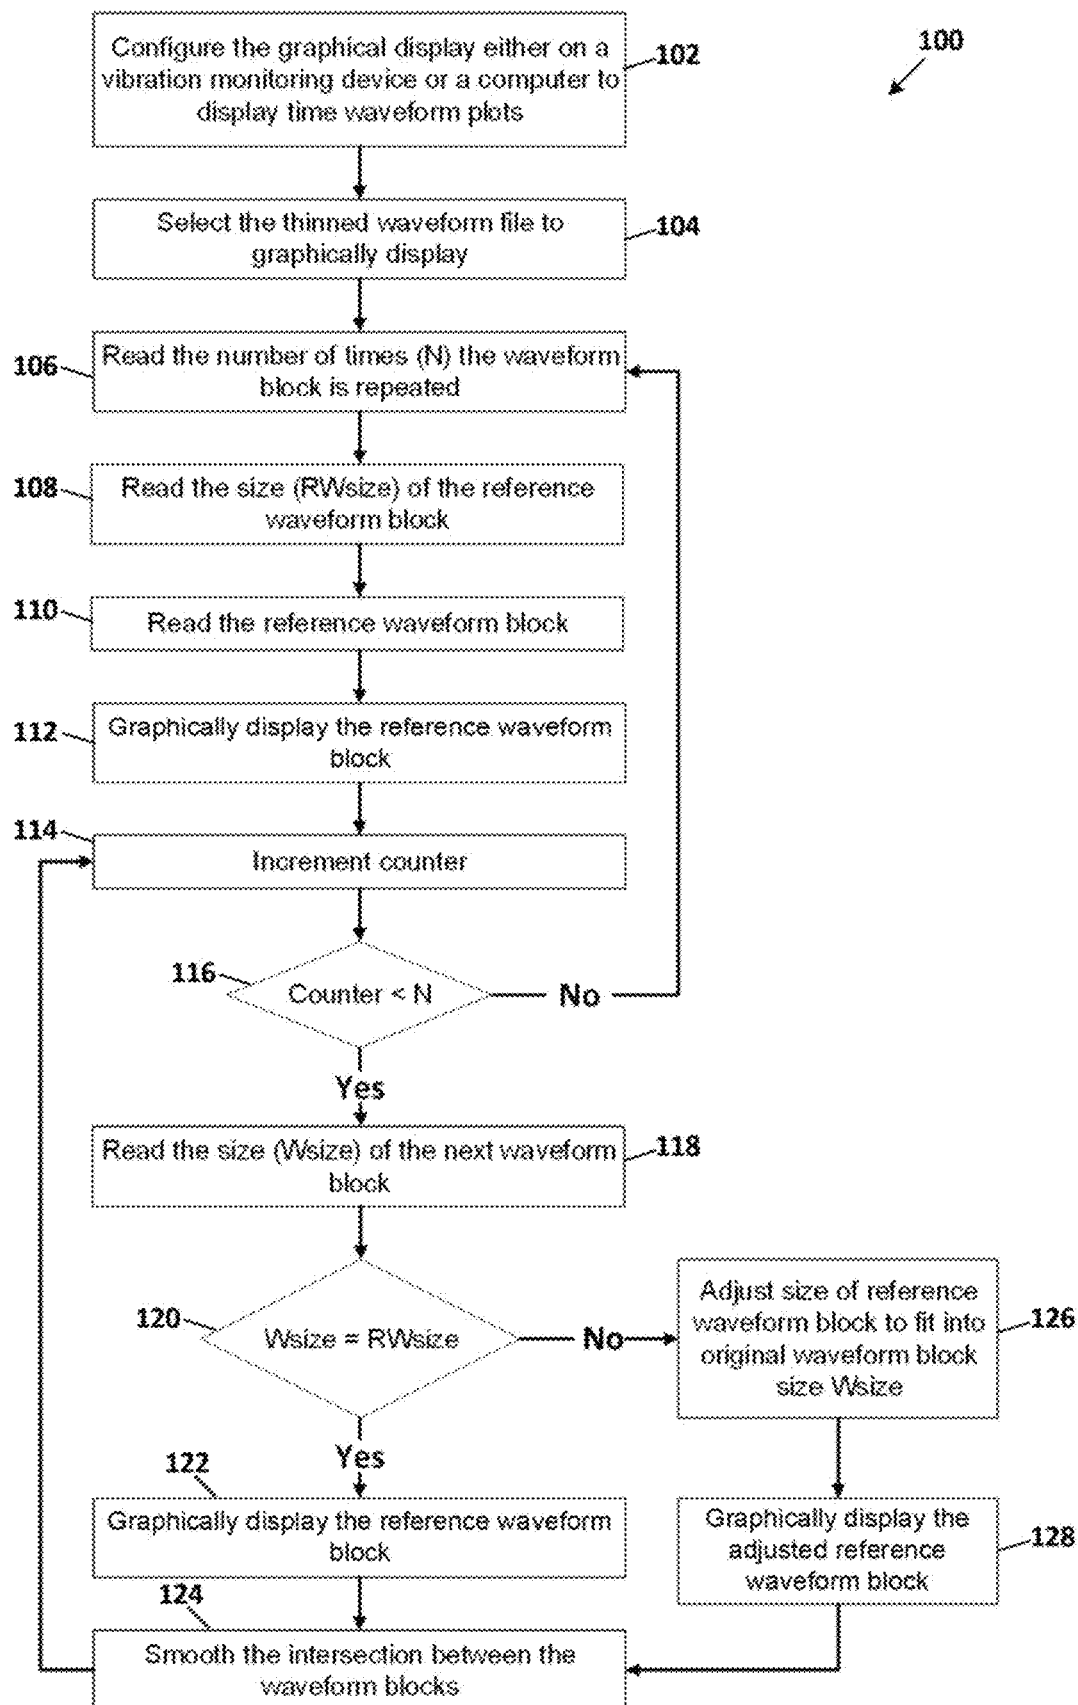 100
Configure the graphical display either on a
vibration monitoring device or a computer to
display time waveform plots
102
Select the thinned waveform file to
graphically display
104
106
Read the number of times (N) the waveform
block is repeated
108
Read the size (RWsize) of the reference
waveform block
110
Read the reference waveform block
112
Graphically display the reference waveform
block
114
Increment counter
116
Counter < N
No
Yes
Read the size (Wsize) of the next waveform
block
118
120
Wsize = RWsize
No
Adjust size of reference
waveform block to fit into
original waveform block
size Wsize
126
Yes
122
Graphically display the reference waveform
block
Graphically display the
adjusted reference
waveform block
128
124
Smooth the intersection between the
waveform blocks